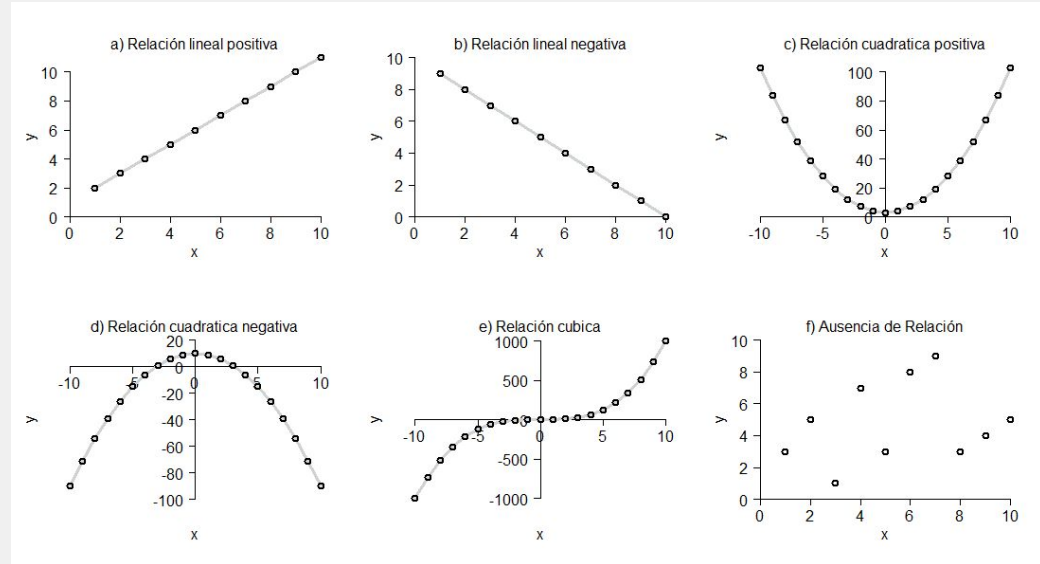 a) Relación lineal positiva
10
8
6
4
2
0
y
0 2 4 6 8 10
x
b) Relación lineal negativa
10
8
6
4
2
0
y
0 2 4 6 8 10
x
c) Relación cuadratica positiva
100
80
60
40
20
0
y
-10 -5 0 5 10
x
d) Relación cuadratica negativa
20
0
-20
-40
-60
-80
-100
y
-10 -5 0 5 10
x
e) Relación cubica
1000
500
0
-500
-1000
y
-10 -5 0 5 10
x
f) Ausencia de Relación
10
8
6
4
2
0
y
0 2 4 6 8 10
x